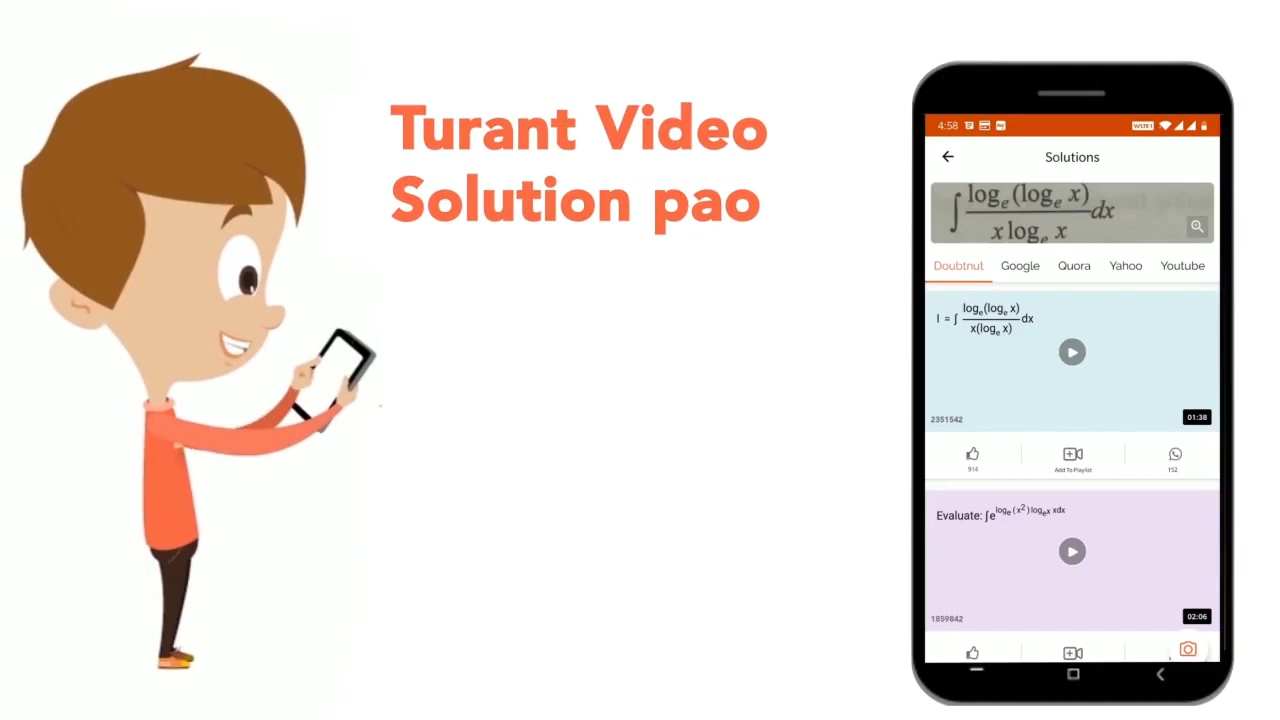 Turant Video
Solution pao
4:58
Solutions
∫ logₑ(logₑ x) / x logₑ x dx
Doubtnut Google Quora Yahoo Youtube
I = ∫ logₑ(logₑ x) / x(logₑ x) dx
2351542 01:38
914 Add To Playlist 152
Evaluate: ∫e^logₑ(x²)logₑx xdx
1859842 02:06